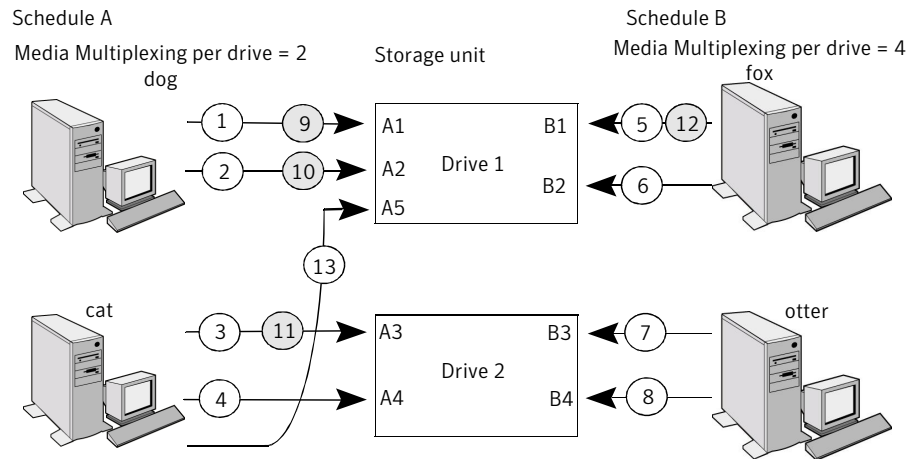 Schedule A
Schedule B
Media Multiplexing per drive = 2
Storage unit
Media Multiplexing per drive = 4
dog
fox
1
9
A1
B1
5
12
2
10
A2
Drive 1
B2
6
A5
13
cat
otter
3
11
A3
B3
7
Drive 2
4
A4
B4
8